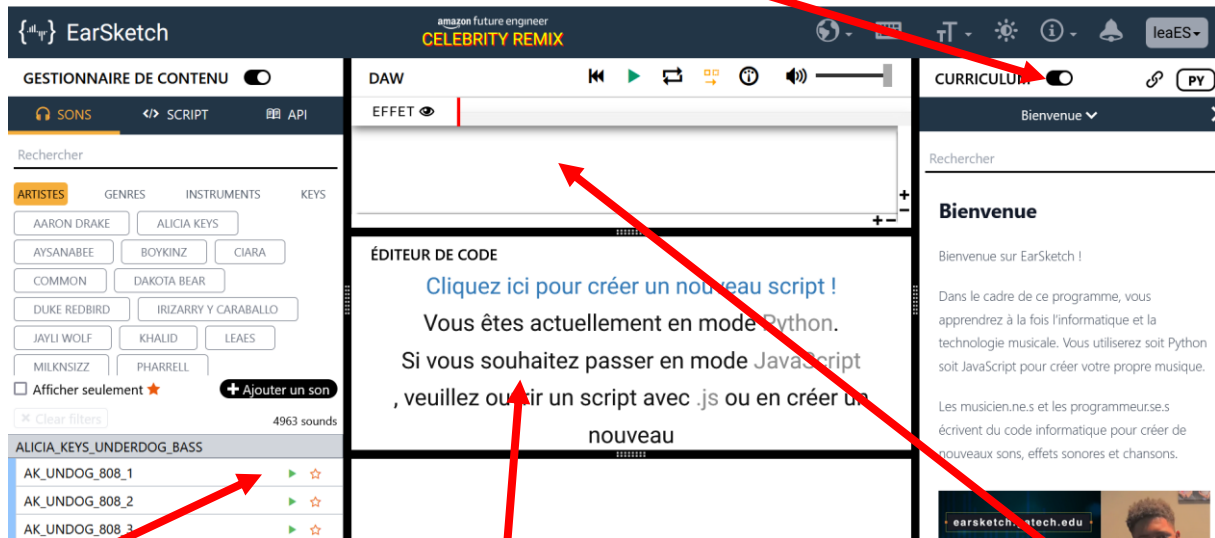 EarSketch
amazon future engineer
CELEBRITY REMIX
leaES
GESTIONNAIRE DE CONTENU
SONS
</> SCRIPT
API
Rechercher
ARTISTES GENRES INSTRUMENTS KEYS
AARON DRAKE ALICIA KEYS
AYSANABEE BOYKINZ CIARA
COMMON DAKOTA BEAR
DUKE REDBIRD IRIZARRY Y CARABALLO
JAYLI WOLF KHALID LEAES
MILKNSIZZ PHARRELL
Afficher seulement
+ Ajouter un son
× Clear filters
4963 sounds
ALICIA_KEYS_UNDERDOG_BASS
AK_UNDOG_808_1
AK_UNDOG_808_2
AK_UNDOG_808_3
DAW
EFFET
ÉDITEUR DE CODE
Cliquez ici pour créer un nouveau script !
Vous êtes actuellement en mode Python.
Si vous souhaitez passer en mode JavaScript
, veuillez ouvrir un script avec .js ou en créer un
nouveau
CURRICULUM
PY
Bienvenue
Rechercher
Bienvenue
Bienvenue sur EarSketch !
Dans le cadre de ce programme, vous
apprendrez à la fois l'informatique et la
technologie musicale. Vous utiliserez soit Python
soit JavaScript pour créer votre propre musique.
Les musicien.ne.s et les programmeur.se.s
écrivent du code informatique pour créer de
nouveaux sons, effets sonores et chansons.
earsketch.gatech.edu